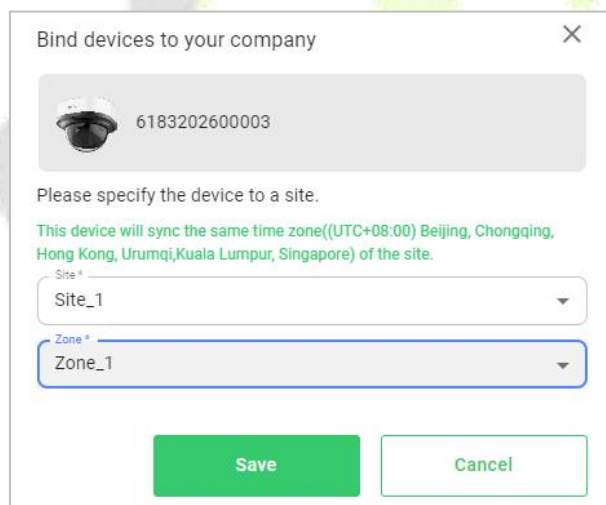 Bind devices to your company
6183202600003
Please specify the device to a site.
This device will sync the same time zone((UTC+08:00) Beijing, Chongqing,
Hong Kong, Urumqi,Kuala Lumpur, Singapore) of the site.
Site *
Site_1
Zone *
Zone_1
Save Cancel